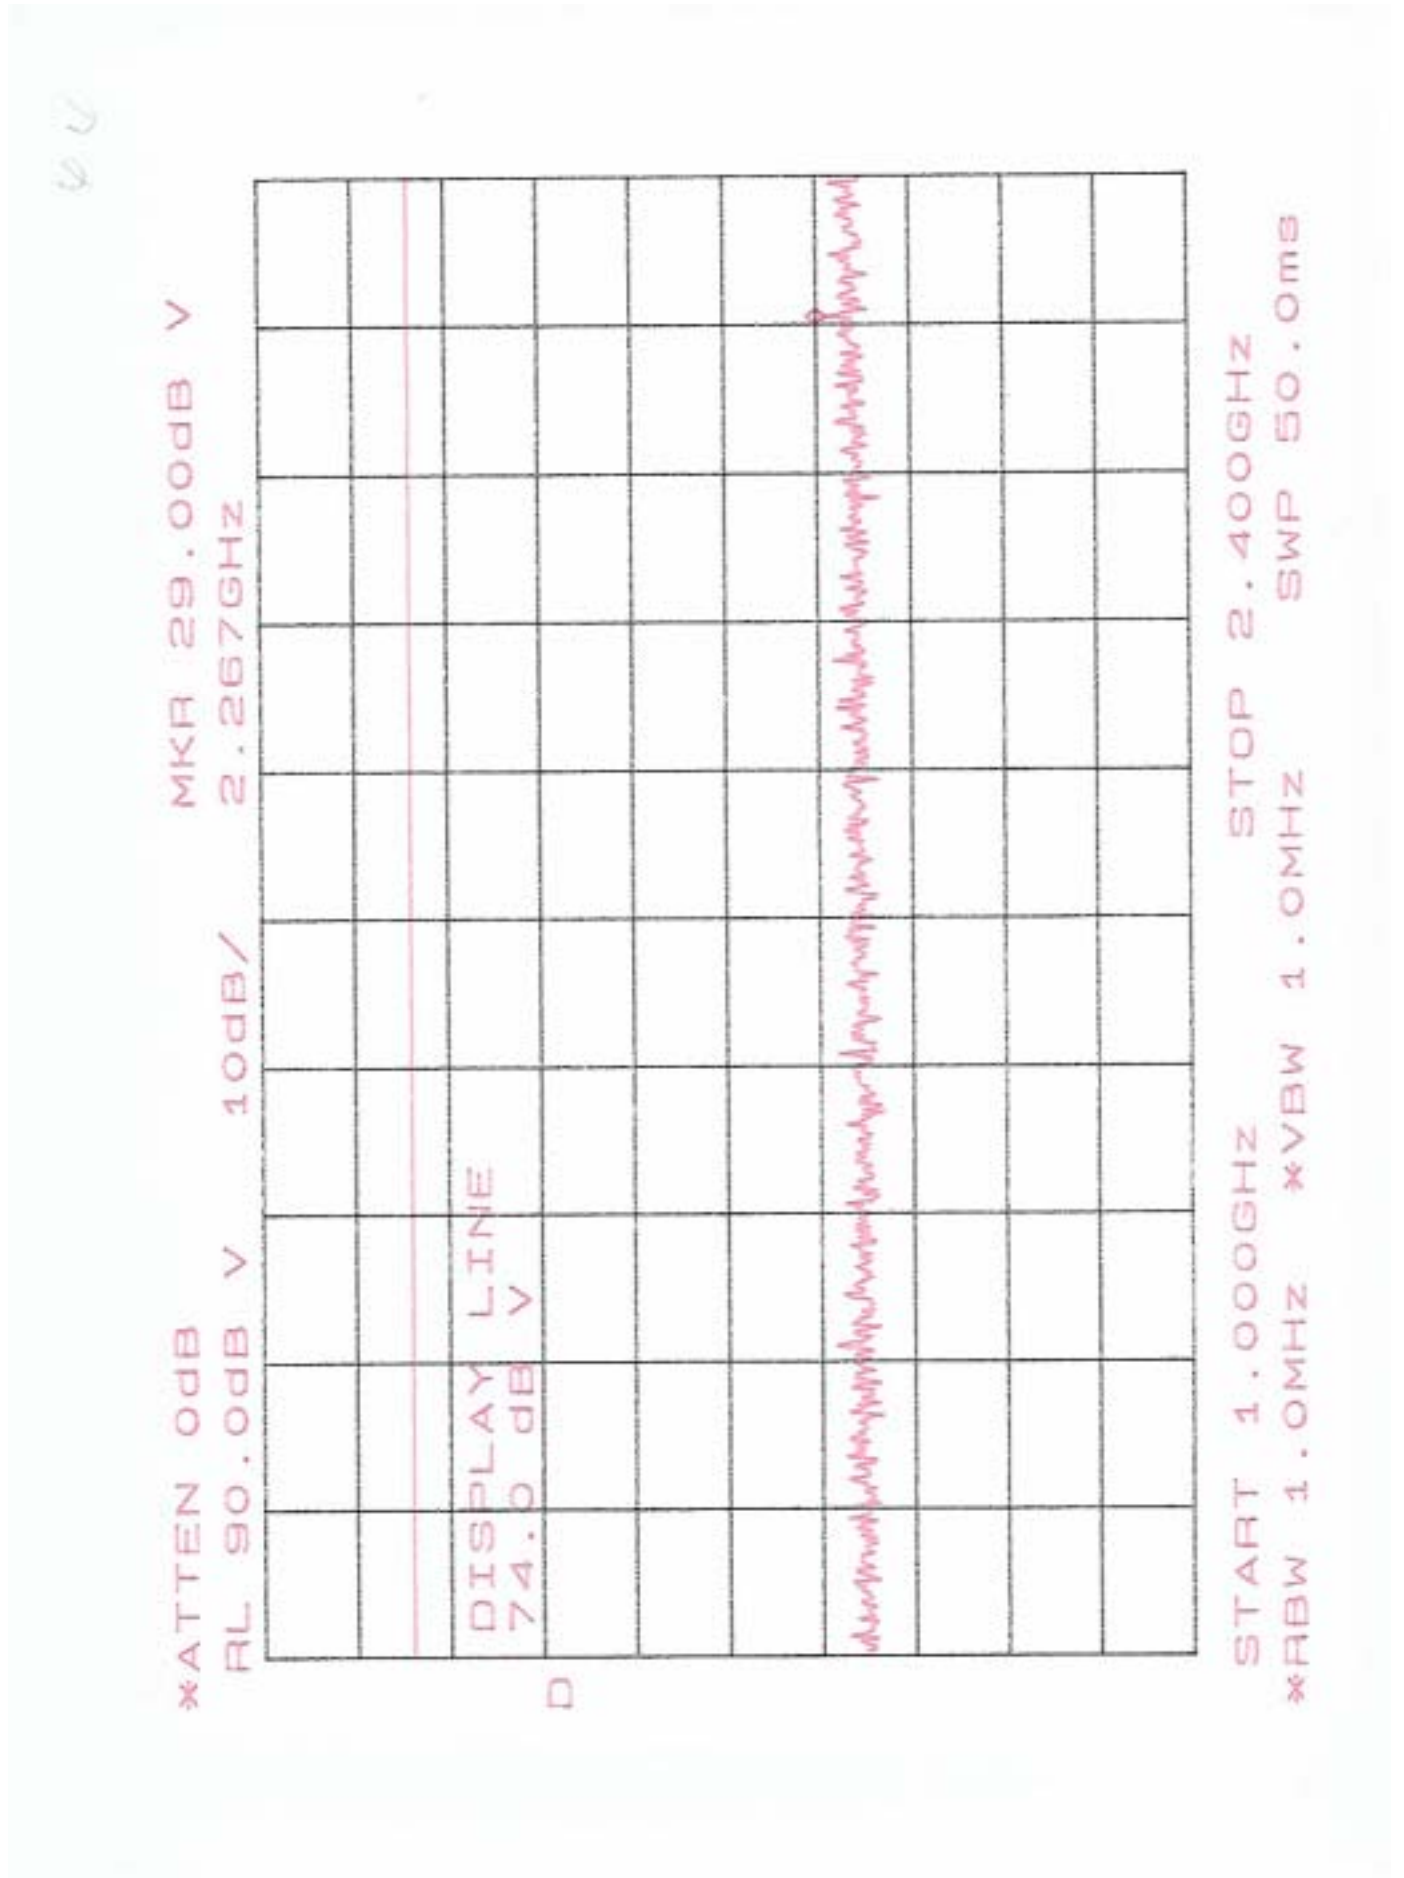 *ATTEN 0dB MKR 29.00dB V
RL 90.0dB V 10dB/ 2.267GHz
DISPLAY LINE
74.0 dB V
D
START 1.000GHz STOP 2.400GHz
*RBW 1.0MHz *VBW 1.0MHz SWP 50.0ms